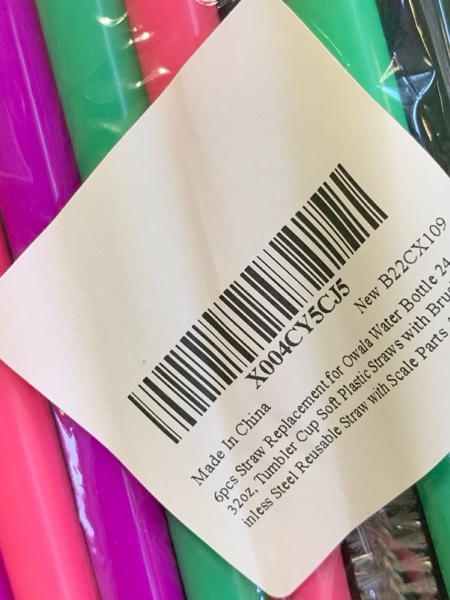 X004CY5CJ5
New B22CX109
Made In China
6pcs Straw Replacement for Owala Water Bottle 24
32oz, Tumbler Cup Soft Plastic Straws with Brus
inless Steel Reusable Straw with Scale Parts